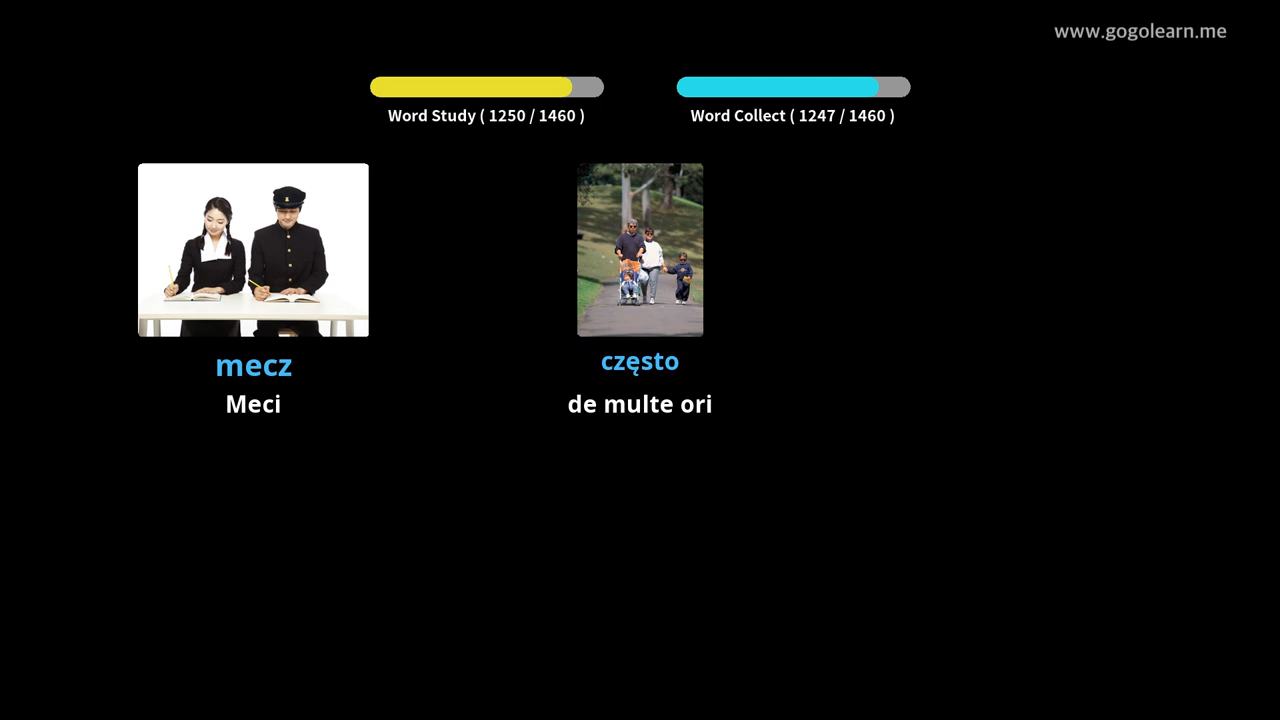 www.gogolearn.me
Word Study ( 1250 / 1460 )
Word Collect ( 1247 / 1460 )
mecz
Meci
często
de multe ori